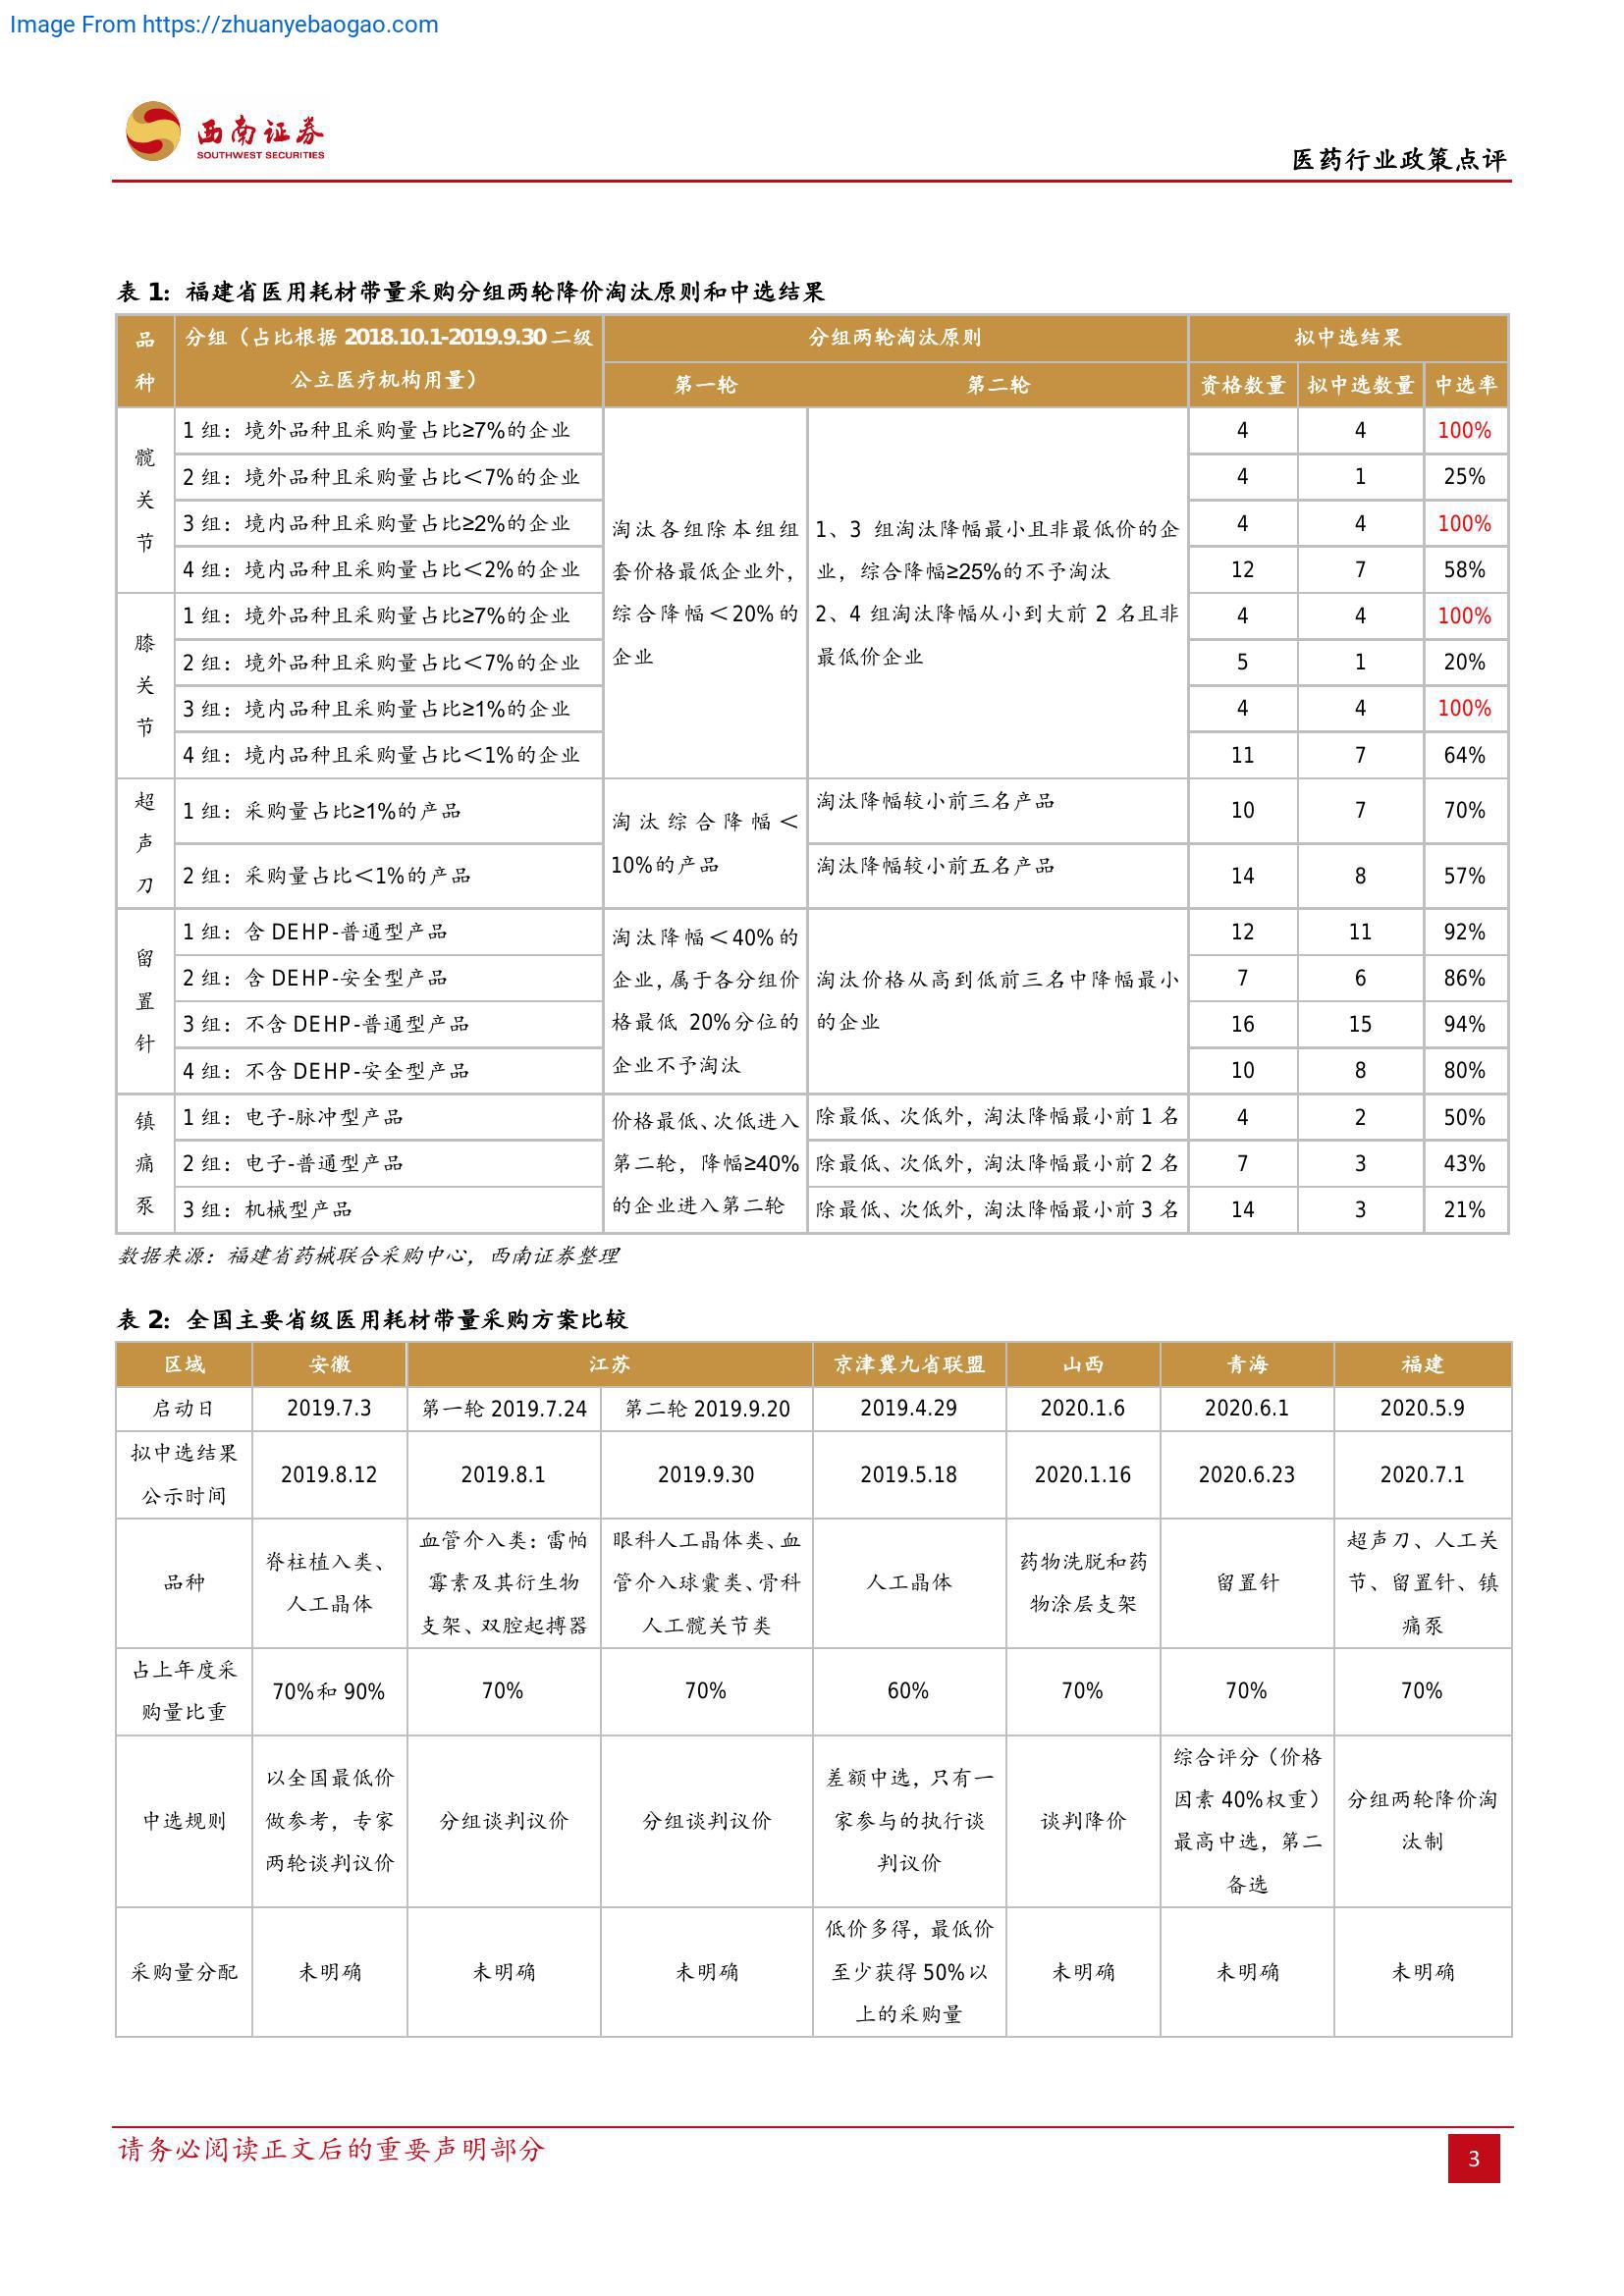 Image From https://zhuanyebaogao.com
西南证券
SOUTHWEST SECURITIES
医药行业政策点评
表 1：福建省医用耗材带量采购分组两轮降价淘汰原则和中选结果
品种 分组（占比根据 2018.10.1-2019.9.30 二级公立医疗机构用量） 分组两轮淘汰原则 拟中选结果
第一轮 第二轮 资格数量 拟中选数量 中选率
髋关节
1 组：境外品种且采购量占比≥7%的企业 4 4 100%
2 组：境外品种且采购量占比＜7%的企业 4 1 25%
3 组：境内品种且采购量占比≥2%的企业 4 4 100%
4 组：境内品种且采购量占比＜2%的企业 12 7 58%
淘汰各组除本组组
套价格最低企业外，
综合降幅＜20%的
企业
1、3 组淘汰降幅最小且非最低价的企
业，综合降幅≥25%的不予淘汰
2、4 组淘汰降幅从小到大前 2 名且非
最低价企业
膝关节
1 组：境外品种且采购量占比≥7%的企业 4 4 100%
2 组：境外品种且采购量占比＜7%的企业 5 1 20%
3 组：境内品种且采购量占比≥1%的企业 4 4 100%
4 组：境内品种且采购量占比＜1%的企业 11 7 64%
超声刀
1 组：采购量占比≥1%的产品 淘汰降幅较小前三名产品 10 7 70%
2 组：采购量占比＜1%的产品 淘汰降幅较小前五名产品 14 8 57%
淘汰综合降幅＜
10%的产品
留置针
1 组：含 DEHP-普通型产品 12 11 92%
2 组：含 DEHP-安全型产品 7 6 86%
3 组：不含 DEHP-普通型产品 16 15 94%
4 组：不含 DEHP-安全型产品 10 8 80%
淘汰降幅＜40%的
企业，属于各分组价
格最低 20%分位的
企业不予淘汰
淘汰价格从高到低前三名中降幅最小
的企业
镇痛泵
1 组：电子-脉冲型产品 除最低、次低外，淘汰降幅最小前 1 名 4 2 50%
2 组：电子-普通型产品 除最低、次低外，淘汰降幅最小前 2 名 7 3 43%
3 组：机械型产品 除最低、次低外，淘汰降幅最小前 3 名 14 3 21%
价格最低、次低进入
第二轮，降幅≥40%
的企业进入第二轮
数据来源：福建省药械联合采购中心，西南证券整理
表 2：全国主要省级医用耗材带量采购方案比较
区域 安徽 江苏 京津冀九省联盟 山西 青海 福建
启动日 2019.7.3 第一轮 2019.7.24 第二轮 2019.9.20 2019.4.29 2020.1.6 2020.6.1 2020.5.9
拟中选结果
公示时间
2019.8.12 2019.8.1 2019.9.30 2019.5.18 2020.1.16 2020.6.23 2020.7.1
品种
脊柱植入类、
人工晶体
血管介入类：雷帕
霉素及其衍生物
支架、双腔起搏器
眼科人工晶体类、血
管介入球囊类、骨科
人工髋关节类
人工晶体
药物洗脱和药
物涂层支架
留置针
超声刀、人工关
节、留置针、镇
痛泵
占上年度采
购量比重
70%和 90% 70% 70% 60% 70% 70% 70%
中选规则
以全国最低价
做参考，专家
两轮谈判议价
分组谈判议价
分组谈判议价
差额中选，只有一
家参与的执行谈
判议价
谈判降价
综合评分（价格
因素 40%权重）
最高中选，第二
备选
分组两轮降价淘
汰制
采购量分配
未明确
未明确
未明确
低价多得，最低价
至少获得 50%以
上的采购量
未明确
未明确
未明确
请务必阅读正文后的重要声明部分
3